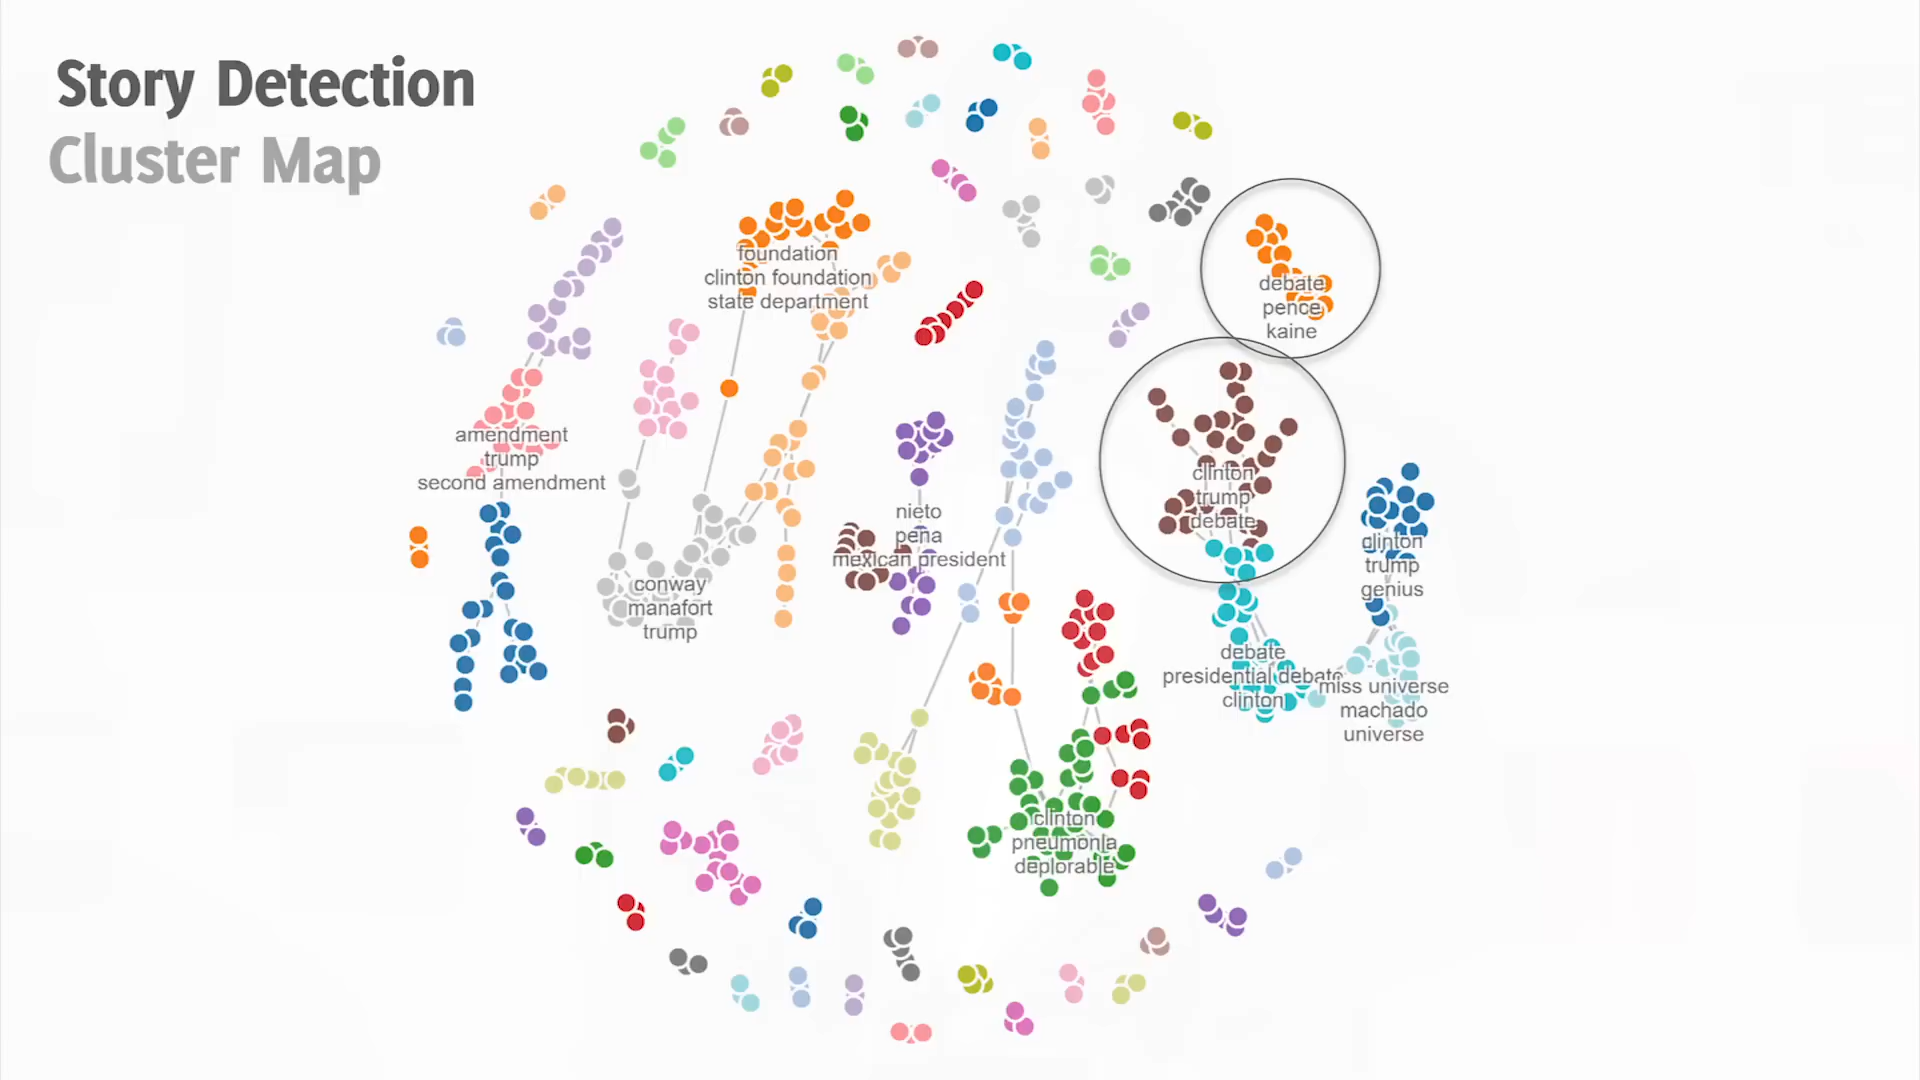 Story Detection
Cluster Map
foundation
clinton foundation
state department
debate
pence
kaine
amendment
trump
second amendment
clinton
trump
debate
nieto
pena
mexican president
clinton
trump
genius
conway
manafort
trump
debate
presidential debate
clinton
miss universe
machado
universe
clinton
pneumonia
deplorable